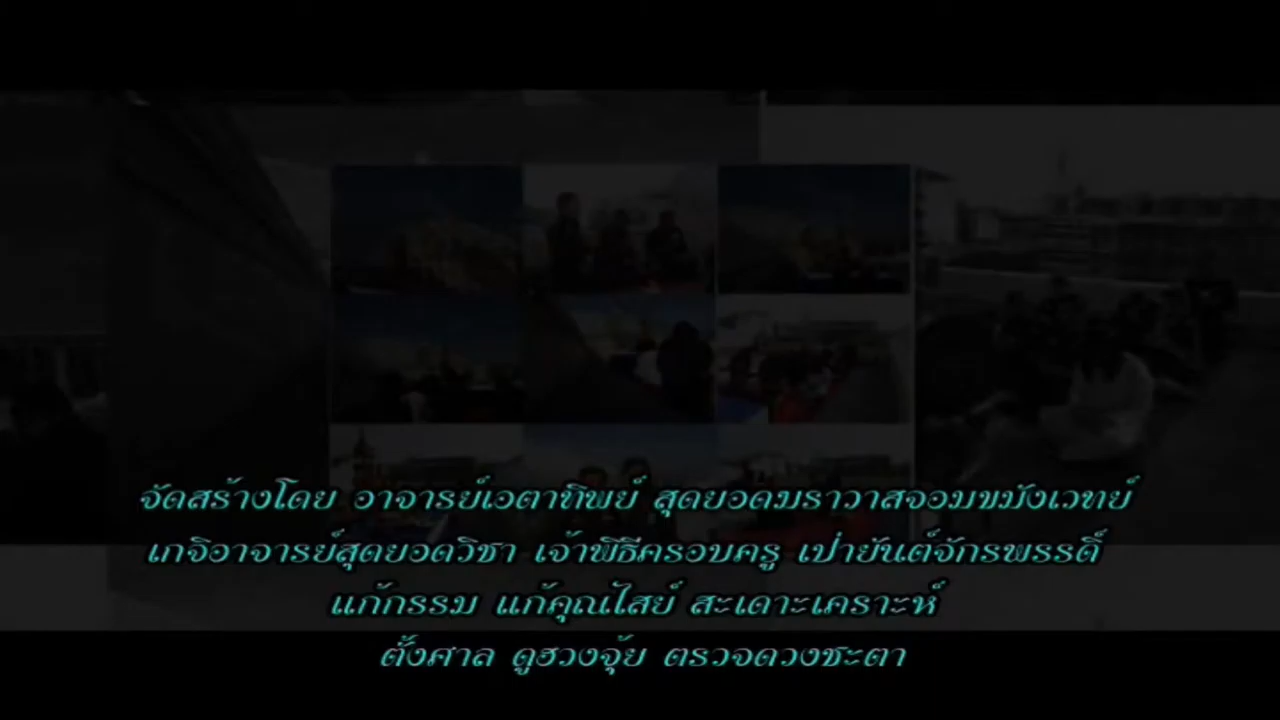 จัดสร้างโดย อาจารย์เอตาทิพย์ สุดยอดมราวาสจอมขมังเวทย์
เกจิอาจารย์สุดยอดวิชา เจ้าพิธีครอบครู เป่ายันต์จักรพรรดิ์
แก้กรรม แก้คุณไสย์ สะเดาะเคราะห์
ตั้งศาล ดูฮวงจุ้ย ตรวจดวงชะตา